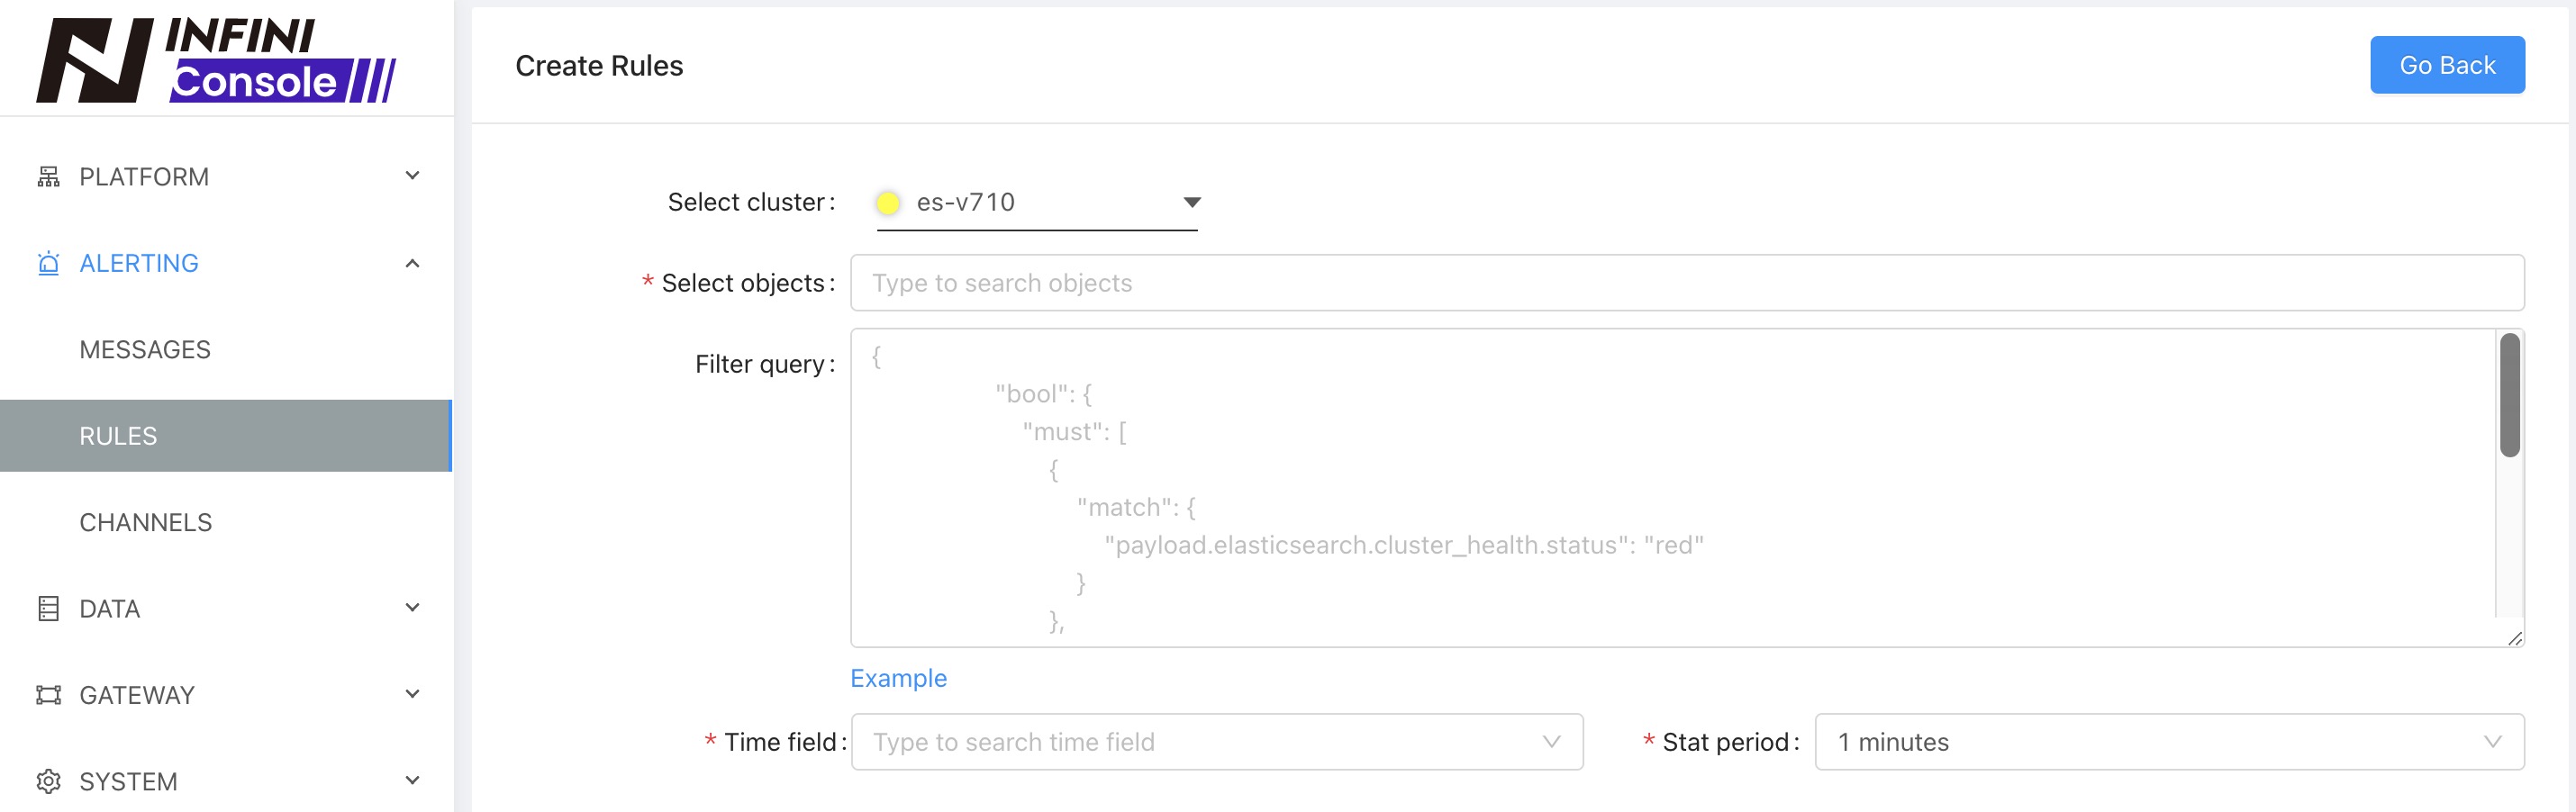 INFINI
Console
PLATFORM
ALERTING
MESSAGES
RULES
CHANNELS
DATA
GATEWAY
SYSTEM
Create Rules
Go Back
Select cluster:
es-v710
* Select objects:
Type to search objects
Filter query:
{
"bool": {
"must": [
{
"match": {
"payload.elasticsearch.cluster_health.status": "red"
}
},
Example
* Time field:
Type to search time field
* Stat period:
1 minutes